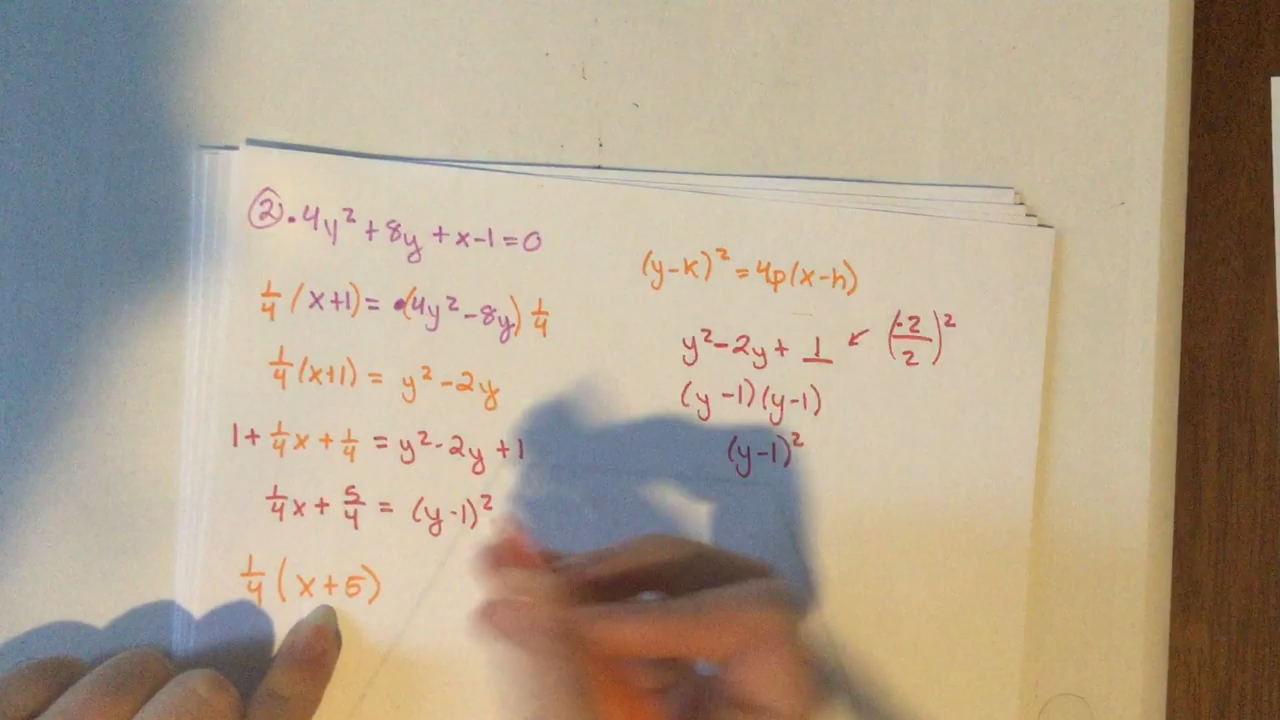 ②. 4y² + 8y + x - 1 = 0
¼ (x+1) = (4y² - 8y) ¼
¼(x+1) = y² - 2y
1 + ¼x + ¼ = y² - 2y + 1
¼x + 5/4 = (y-1)²
¼ (x+5)
(y-k)² = 4p(x-h)
y² - 2y + 1 ↙ (-2/2)²
(y-1)(y-1)
(y-1)²